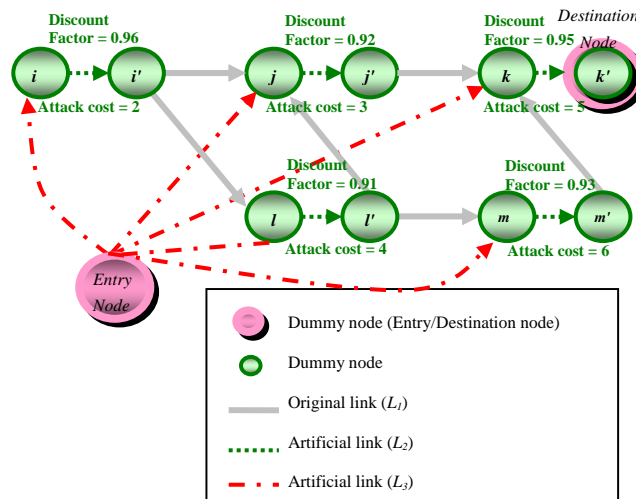 Discount
Factor = 0.96
Discount
Factor = 0.92
Discount
Factor = 0.95
Destination
Node
i
i'
j
j'
k
k'
Attack cost = 2
Attack cost = 3
Attack cost = 5
Discount
Factor = 0.91
Discount
Factor = 0.93
l
l'
m
m'
Attack cost = 4
Attack cost = 6
Entry
Node
Dummy node (Entry/Destination node)
Dummy node
Original link (L1)
Artificial link (L2)
Artificial link (L3)